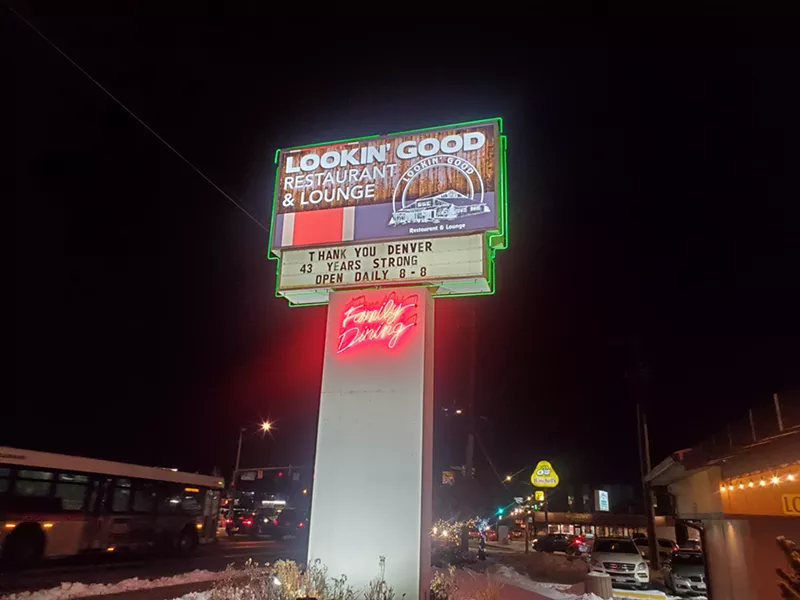 LOOKIN' GOOD
RESTAURANT
& LOUNGE
LOOKIN' GOOD
Restaurant & Lounge
THANK YOU DENVER
43 YEARS STRONG
OPEN DAILY 8-8
Family
Dining